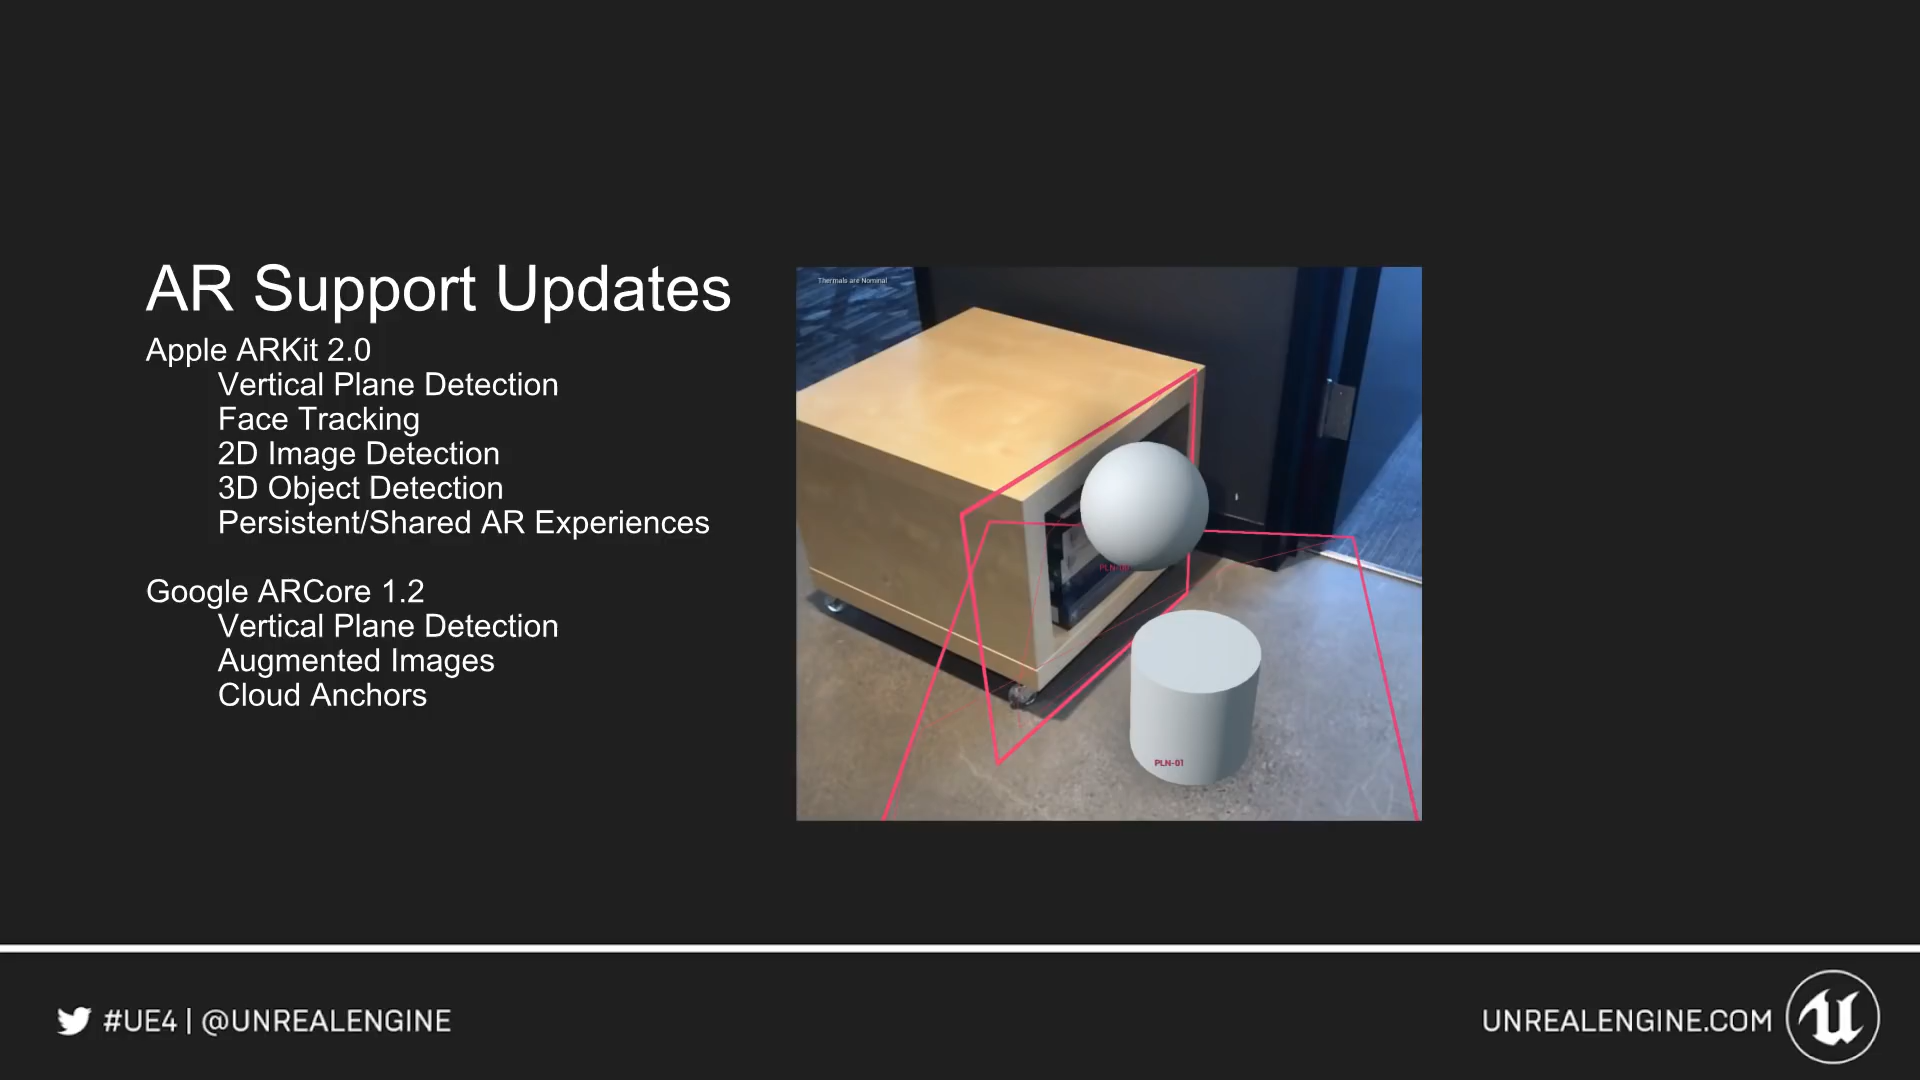 AR Support Updates
Apple ARKit 2.0
Vertical Plane Detection
Face Tracking
2D Image Detection
3D Object Detection
Persistent/Shared AR Experiences
Google ARCore 1.2
Vertical Plane Detection
Augmented Images
Cloud Anchors
Thermals are Nominal
PLN-01
#UE4 | @UNREALENGINE
UNREALENGINE.COM